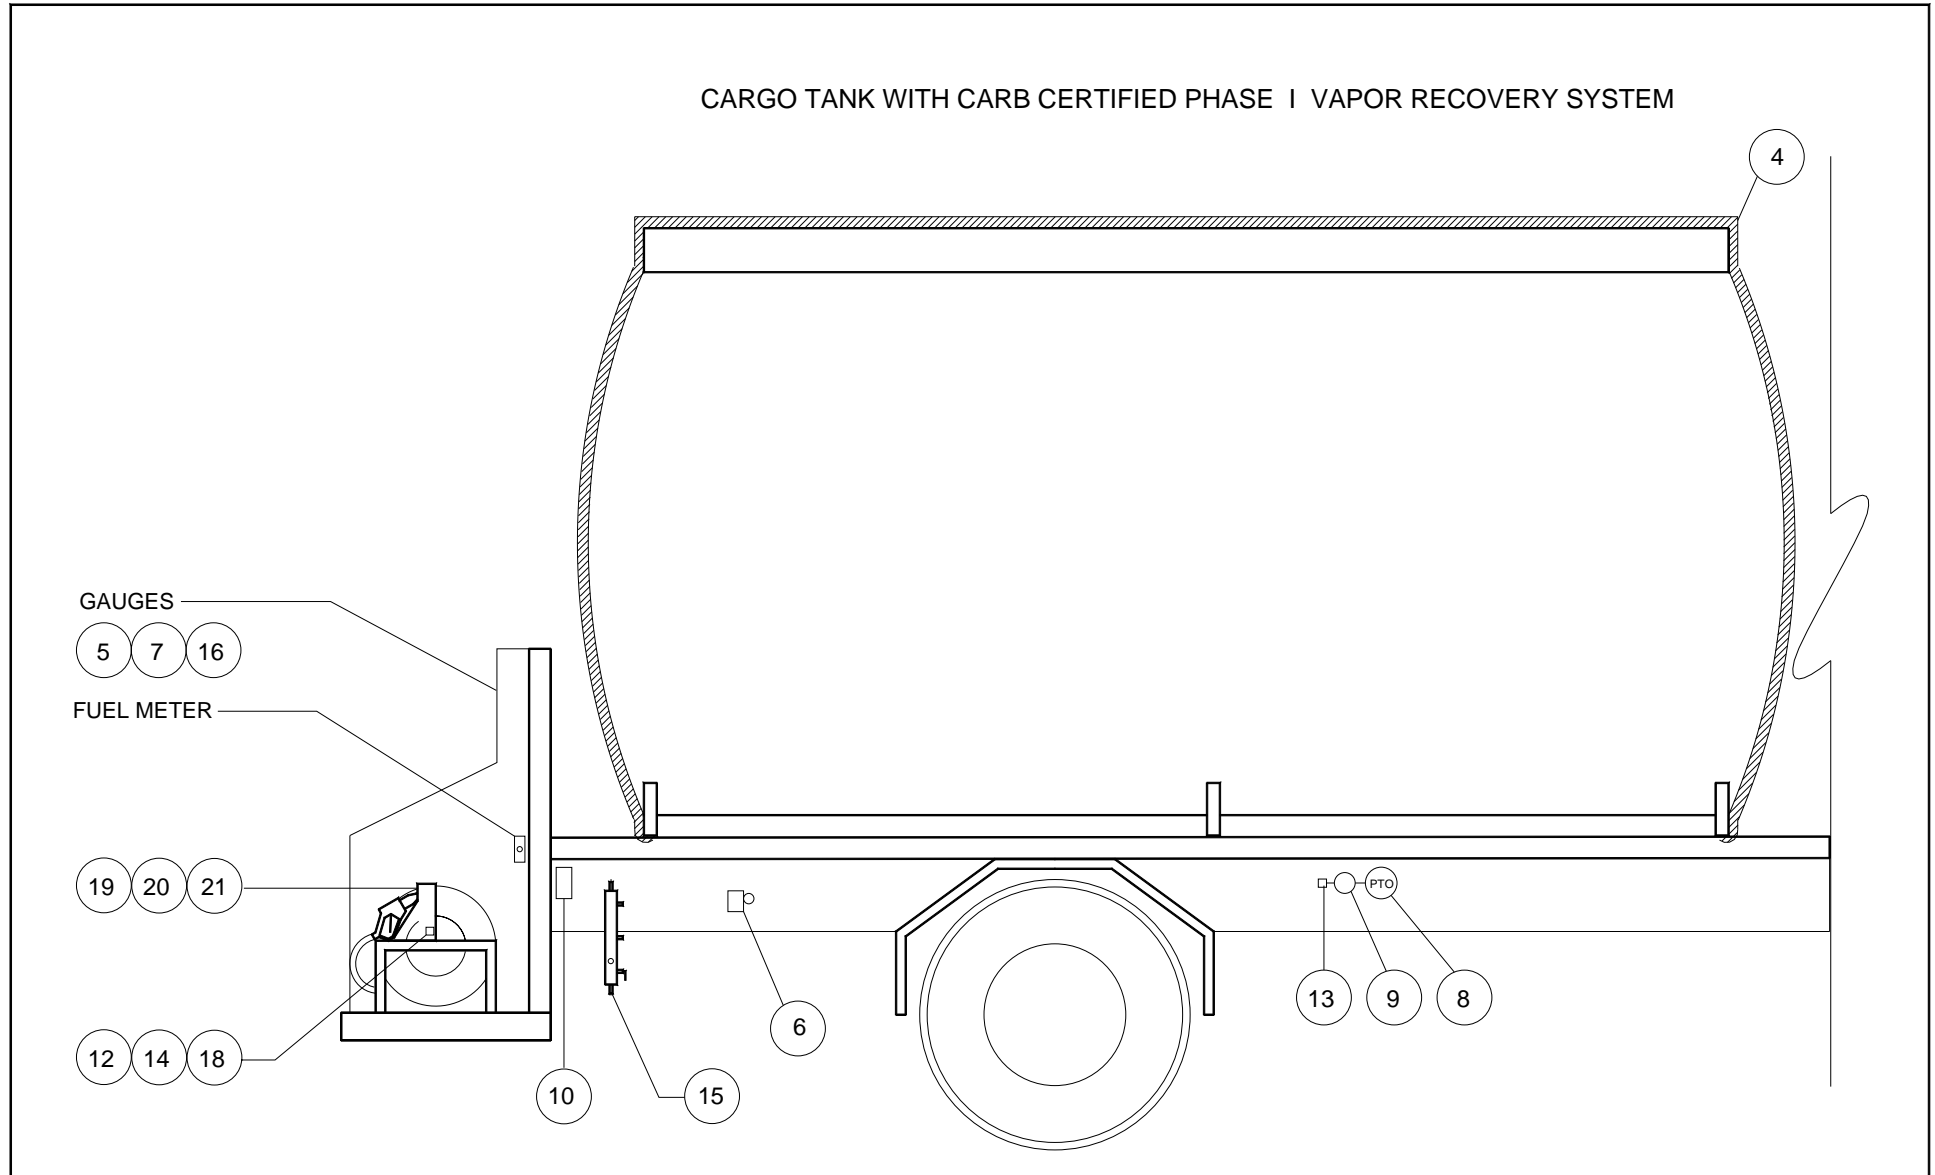 CARGO TANK WITH CARB CERTIFIED PHASE I VAPOR RECOVERY SYSTEM
4
GAUGES
5 7 16
FUEL METER
19 20 21
PTO
12 14 18
10
15
6
13 9 8